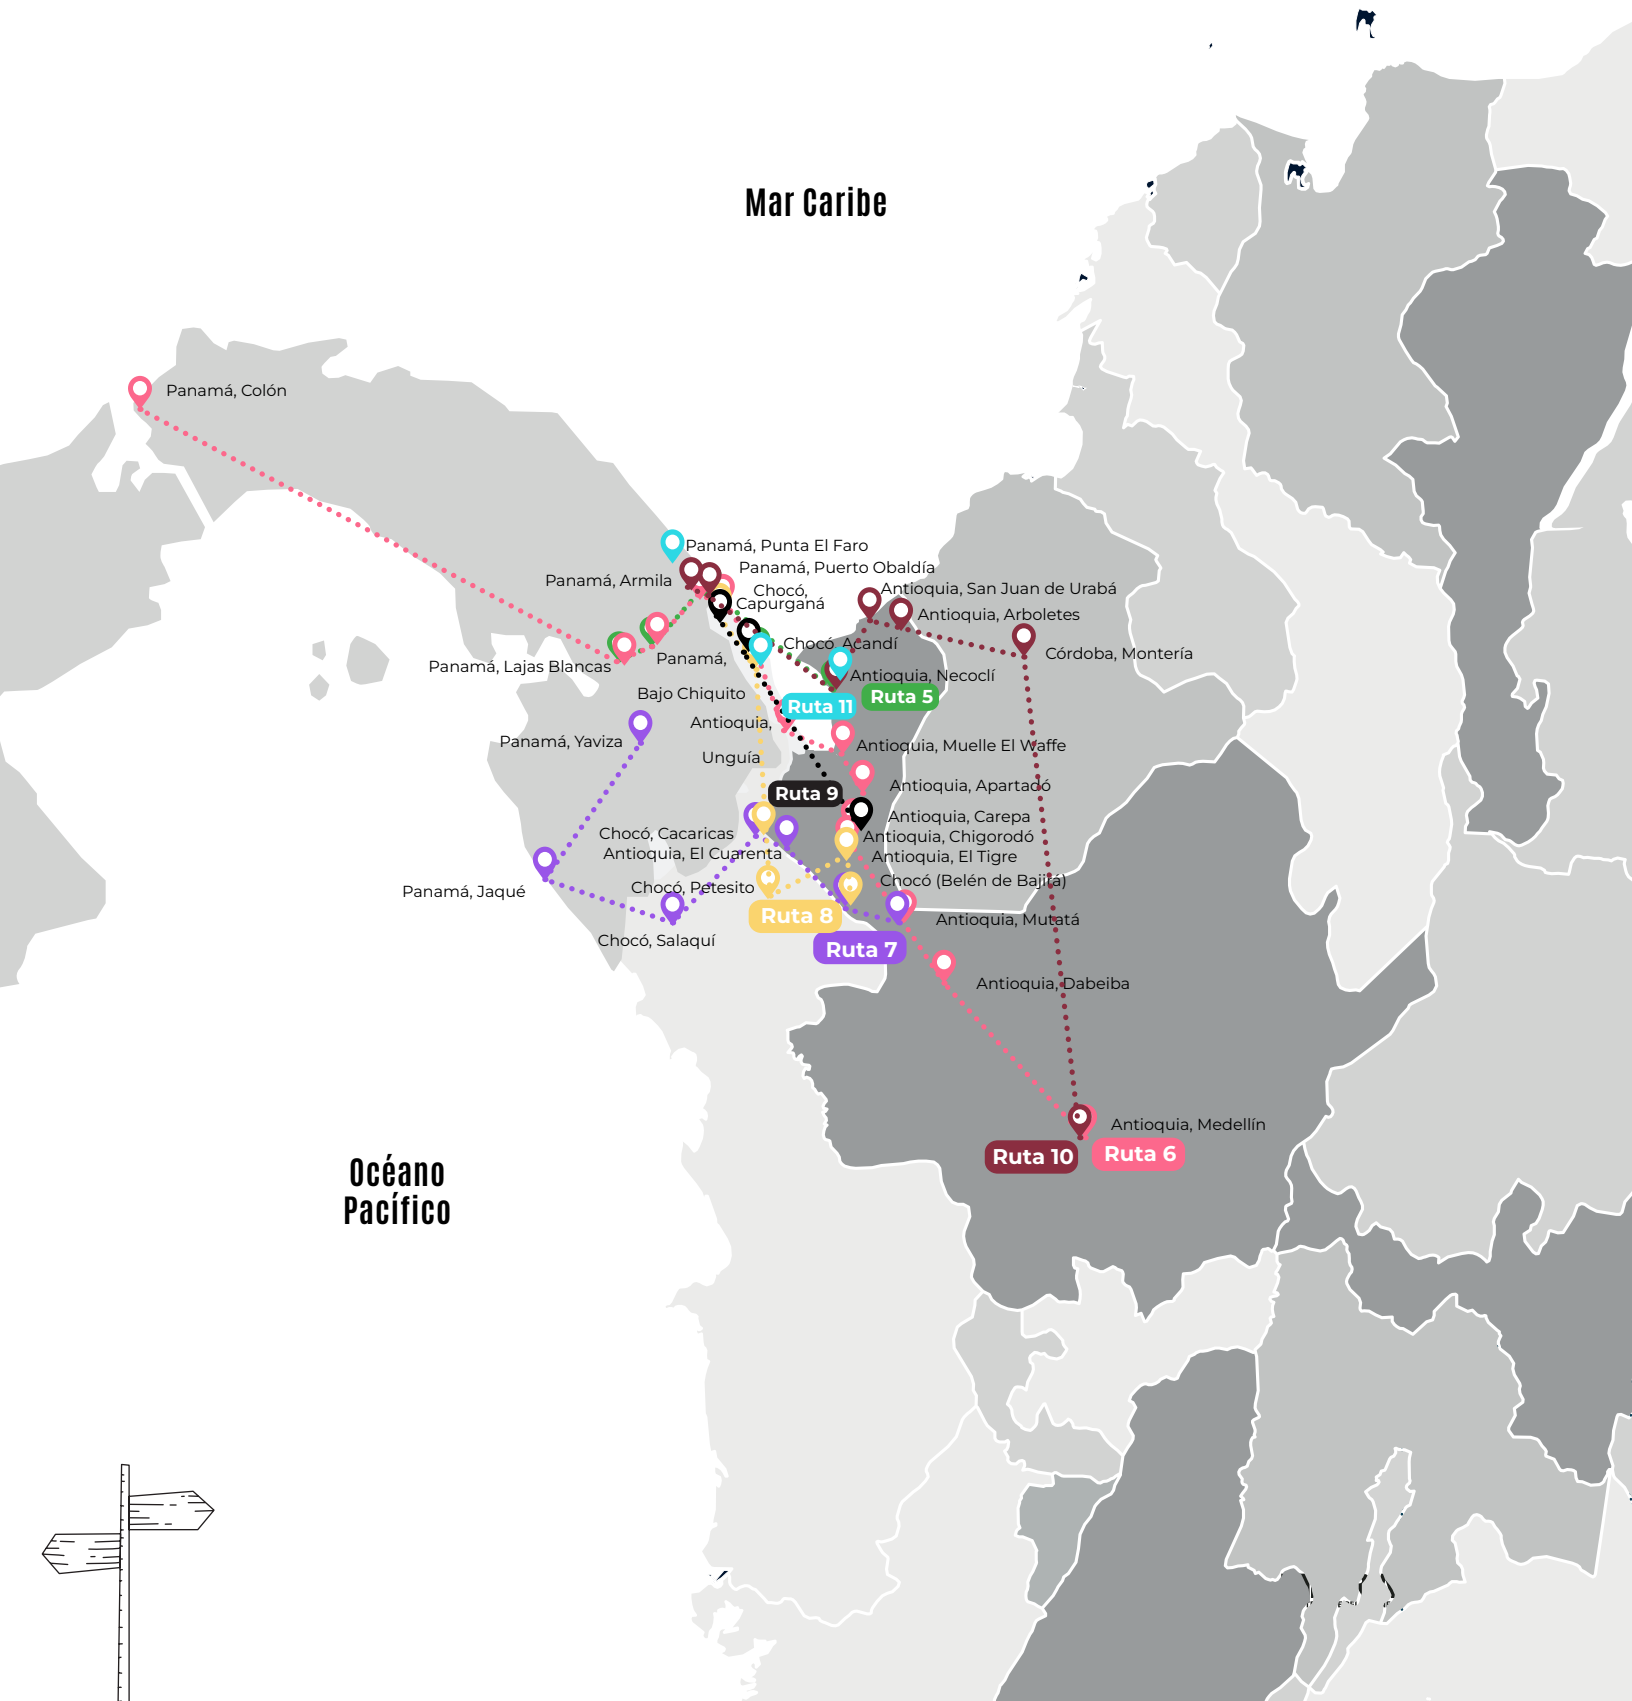 Mar Caribe
Panamá, Colón
Panamá, Punta El Faro
Panamá, Puerto Obaldía
Panamá, Armila
Chocó,
Capurganá
Antioquia, San Juan de Urabá
Antioquia, Arboletes
Chocó, Acandí
Córdoba, Montería
Panamá, Lajas Blancas
Panamá,
Bajo Chiquito
Antioquia, Necoclí
Ruta 5
Ruta 11
Antioquia,
Unguía
Panamá, Yaviza
Antioquia, Muelle El Waffe
Antioquia, Apartadó
Ruta 9
Antioquia, Carepa
Chocó, Cacaricas
Antioquia, Chigorodó
Antioquia, El Cuarenta
Antioquia, El Tigre
Chocó (Belén de Bajirá)
Chocó, Petesito
Panamá, Jaqué
Ruta 8
Antioquia, Mutatá
Chocó, Salaquí
Ruta 7
Antioquia, Dabeiba
Antioquia, Medellín
Ruta 10
Ruta 6
Océano
Pacífico